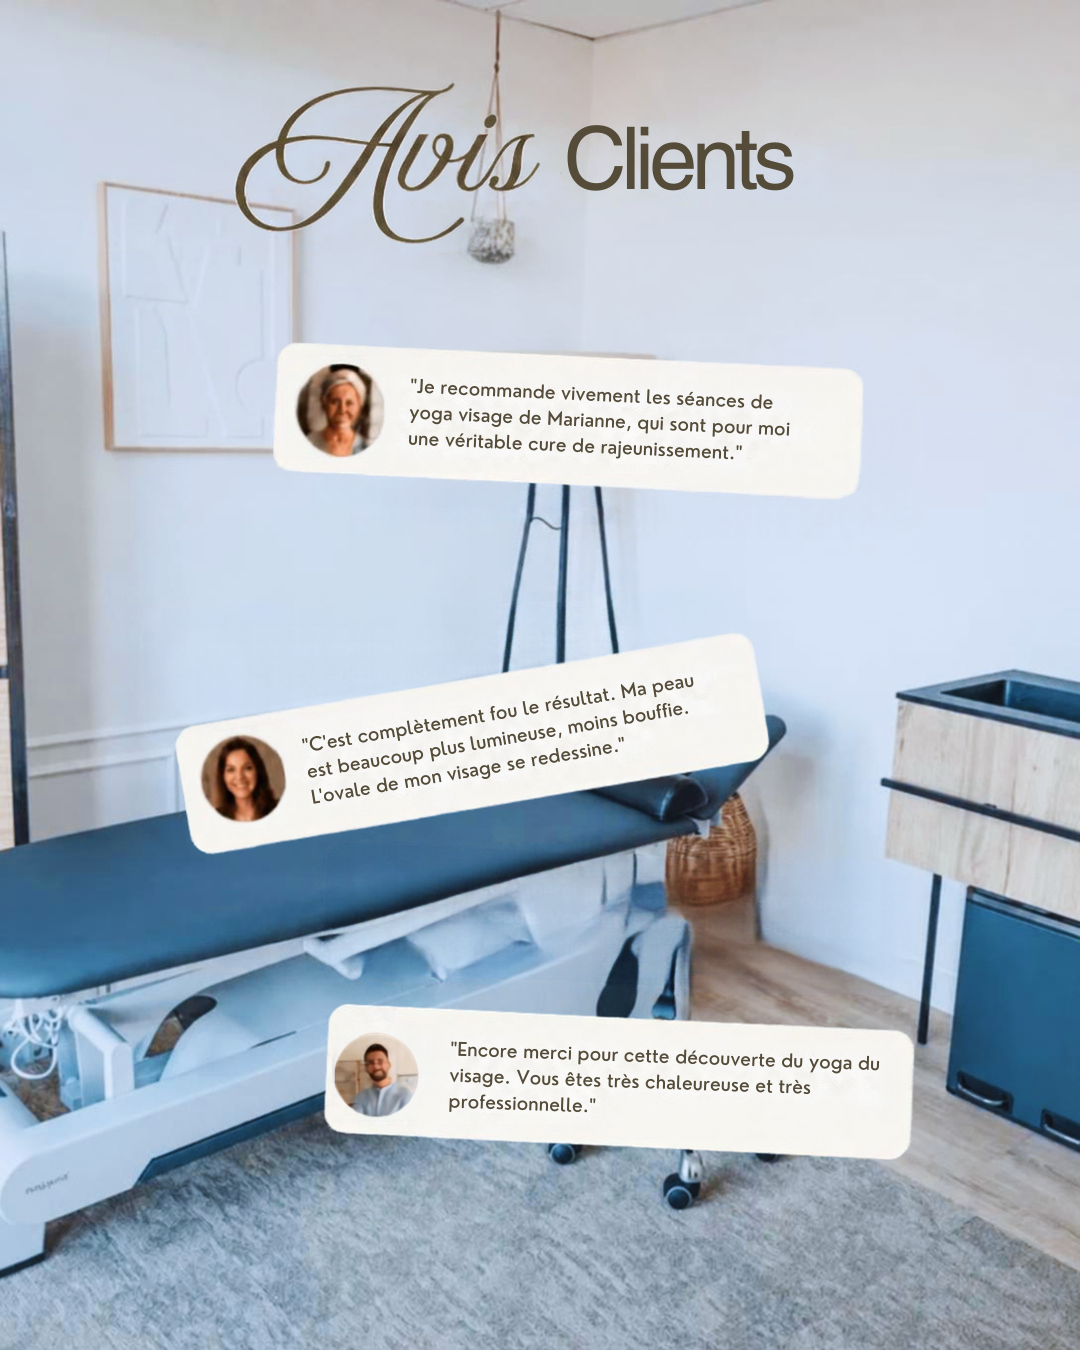 Avis Clients
"Je recommande vivement les séances de
yoga visage de Marianne, qui sont pour moi
une véritable cure de rajeunissement."
"C'est complètement fou le résultat. Ma peau
est beaucoup plus lumineuse, moins bouffie.
L'ovale de mon visage se redessine."
"Encore merci pour cette découverte du yoga du
visage. Vous êtes très chaleureuse et très
professionnelle."